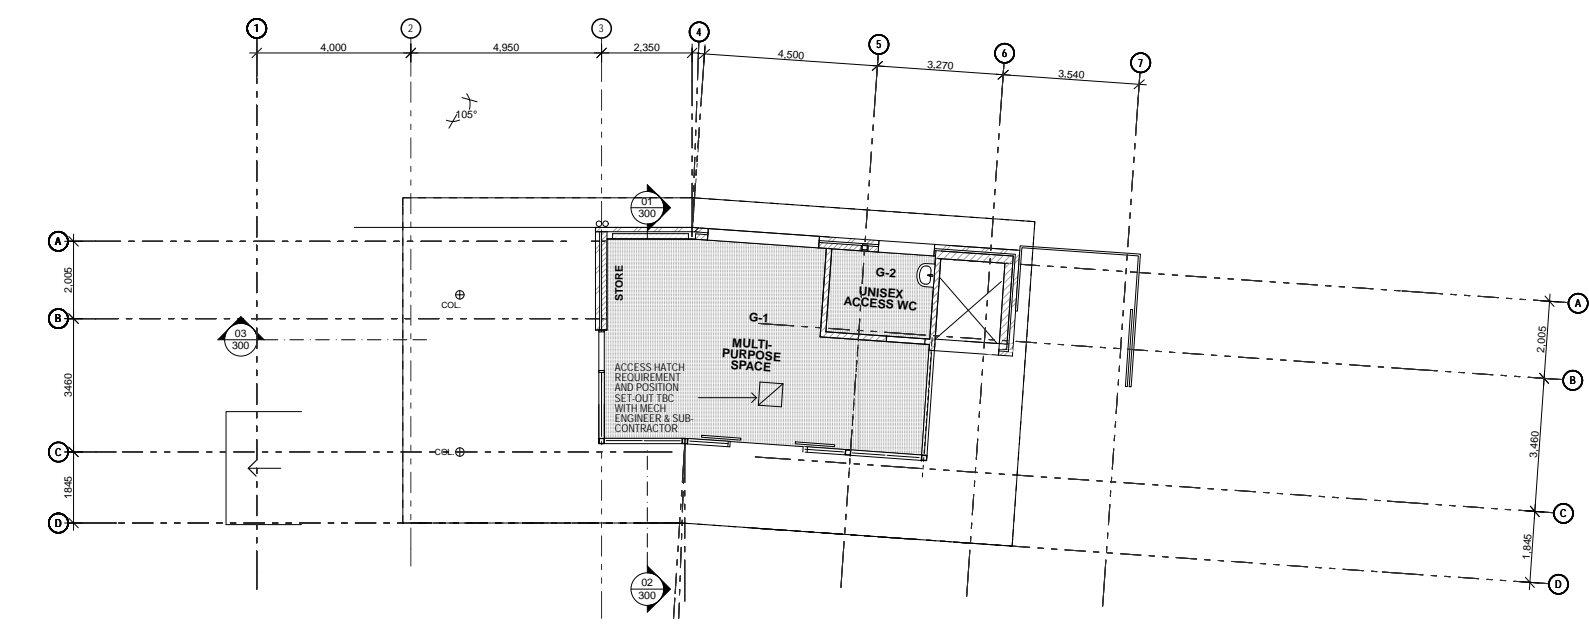 1
2
3
4
5
6
7
4,000
4,950
2,350
4,500
3,270
3,540
105°
01
300
A
A
2,005
2,005
STORE
G-2
UNISEX
ACCESS WC
COL.
B
B
03
300
G-1
MULTI-
PURPOSE
SPACE
3460
3,460
ACCESS HATCH
REQUIREMENT
AND POSITION
SET-OUT TBC
WITH MECH
ENGINEER & SUB-
CONTRACTOR
C
COL.
C
1845
1,845
D
D
02
300